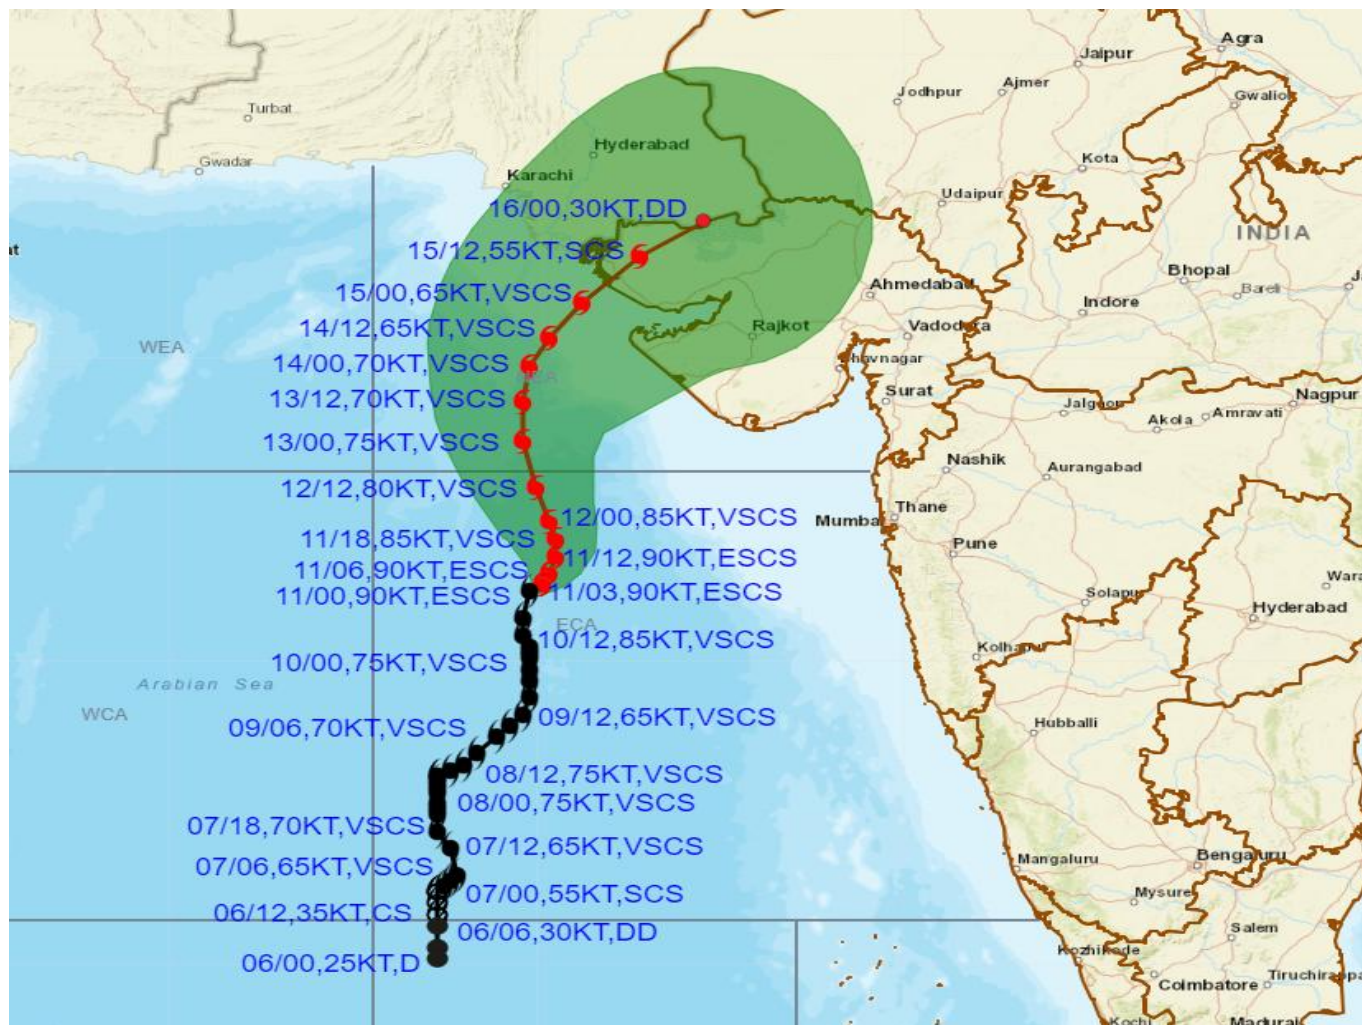 Agra
Jaipur
Ajmer
Jodhpur
Gwalior
Turbat
Hyderabad
Gwadar
Kota
Karachi
Udaipur
16/00,30KT,DD
INDIA
at
15/12,55KT,SCS
Bhopal
Ahmedabad
Bareli
15/00,65KT,VSCS
Indore
14/12,65KT,VSCS
Rajkot
Vadodara
WEA
Bhavnagar
14/00,70KT,VSCS
Surat
13/12,70KT,VSCS
Jalgaon
Nagpur
Akola
Amravati
13/00,75KT,VSCS
Nashik
Aurangabad
12/12,80KT,VSCS
Thane
12/00,85KT,VSCS
Mumbai
11/18,85KT,VSCS
Pune
11/12,90KT,ESCS
11/06,90KT,ESCS
Wara
11/03,90KT,ESCS
Solapur
11/00,90KT,ESCS
Hyderabad
ECA
10/12,85KT,VSCS
Kolhapur
10/00,75KT,VSCS
Arabian Sea
WCA
09/12,65KT,VSCS
Hubballi
09/06,70KT,VSCS
08/12,75KT,VSCS
08/00,75KT,VSCS
07/18,70KT,VSCS
07/12,65KT,VSCS
Bengaluru
Mangaluru
07/06,65KT,VSCS
07/00,55KT,SCS
Mysure
06/12,35KT,CS
Salem
06/06,30KT,DD
Kozhikode
06/00,25KT,D
Tiruchirappa
Coimbatore
Kochi
Madurai